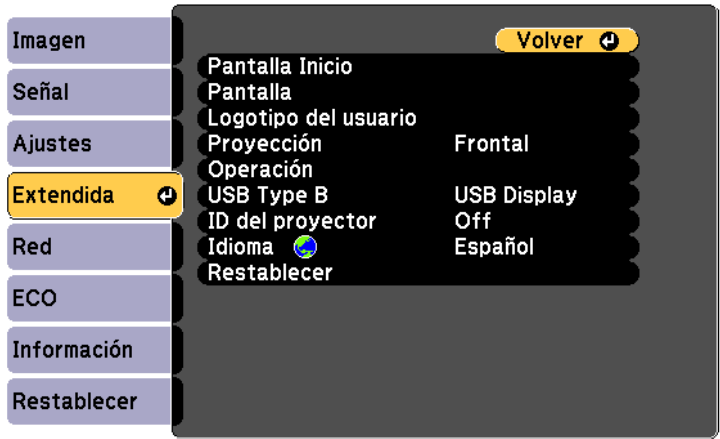 Imagen
Señal
Ajustes
Extendida
Red
ECO
Información
Restablecer
Volver
Pantalla Inicio
Pantalla
Logotipo del usuario
Proyección Frontal
Operación
USB Type B USB Display
ID del proyector Off
Idioma Español
Restablecer